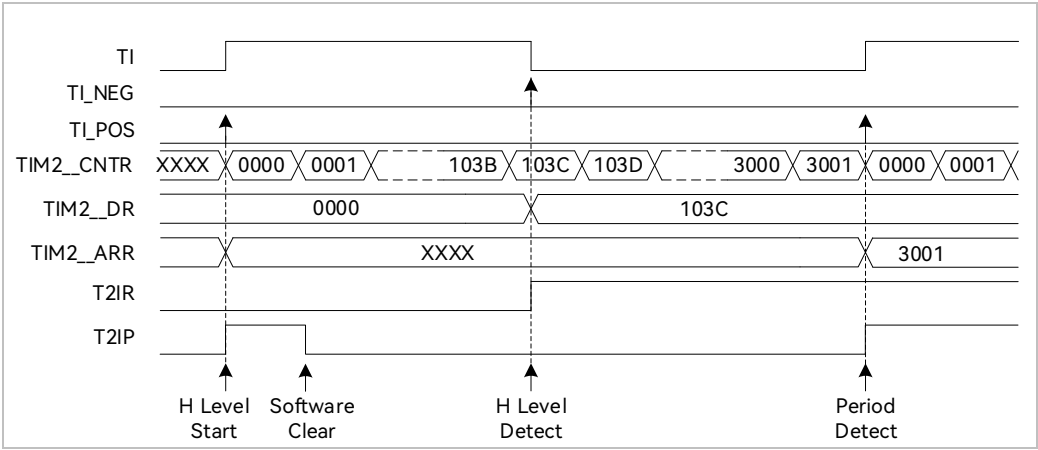 TI
TI_NEG
TI_POS
TIM2__CNTR XXXX 0000 0001 103B 103C 103D 3000 3001 0000 0001
TIM2__DR 0000 103C
TIM2__ARR XXXX 3001
T2IR
T2IP
H Level Start
Software Clear
H Level Detect
Period Detect